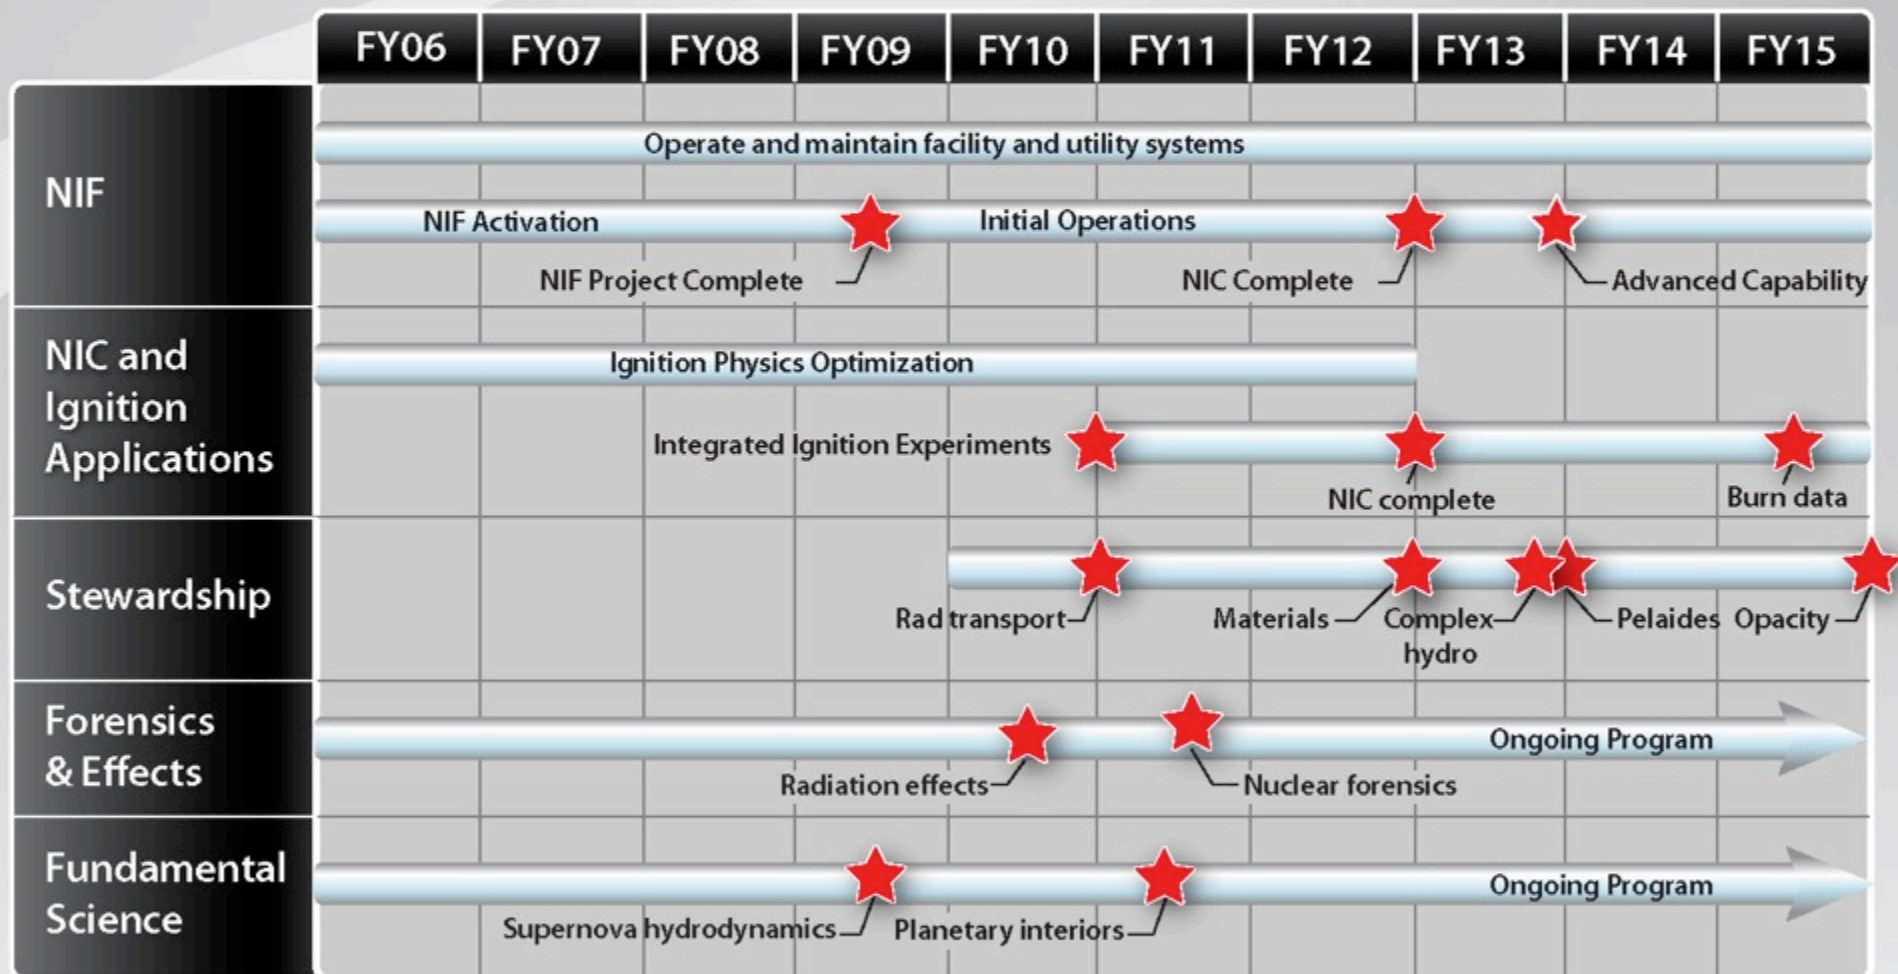 FY06 FY07 FY08 FY09 FY10 FY11 FY12 FY13 FY14 FY15
NIF
Operate and maintain facility and utility systems
NIF Activation
Initial Operations
NIF Project Complete
NIC Complete
Advanced Capability
NIC and
Ignition
Applications
Ignition Physics Optimization
Integrated Ignition Experiments
NIC complete
Burn data
Stewardship
Rad transport
Materials
Complex
hydro
Pelaides
Opacity
Forensics
& Effects
Ongoing Program
Radiation effects
Nuclear forensics
Fundamental
Science
Ongoing Program
Supernova hydrodynamics
Planetary interiors